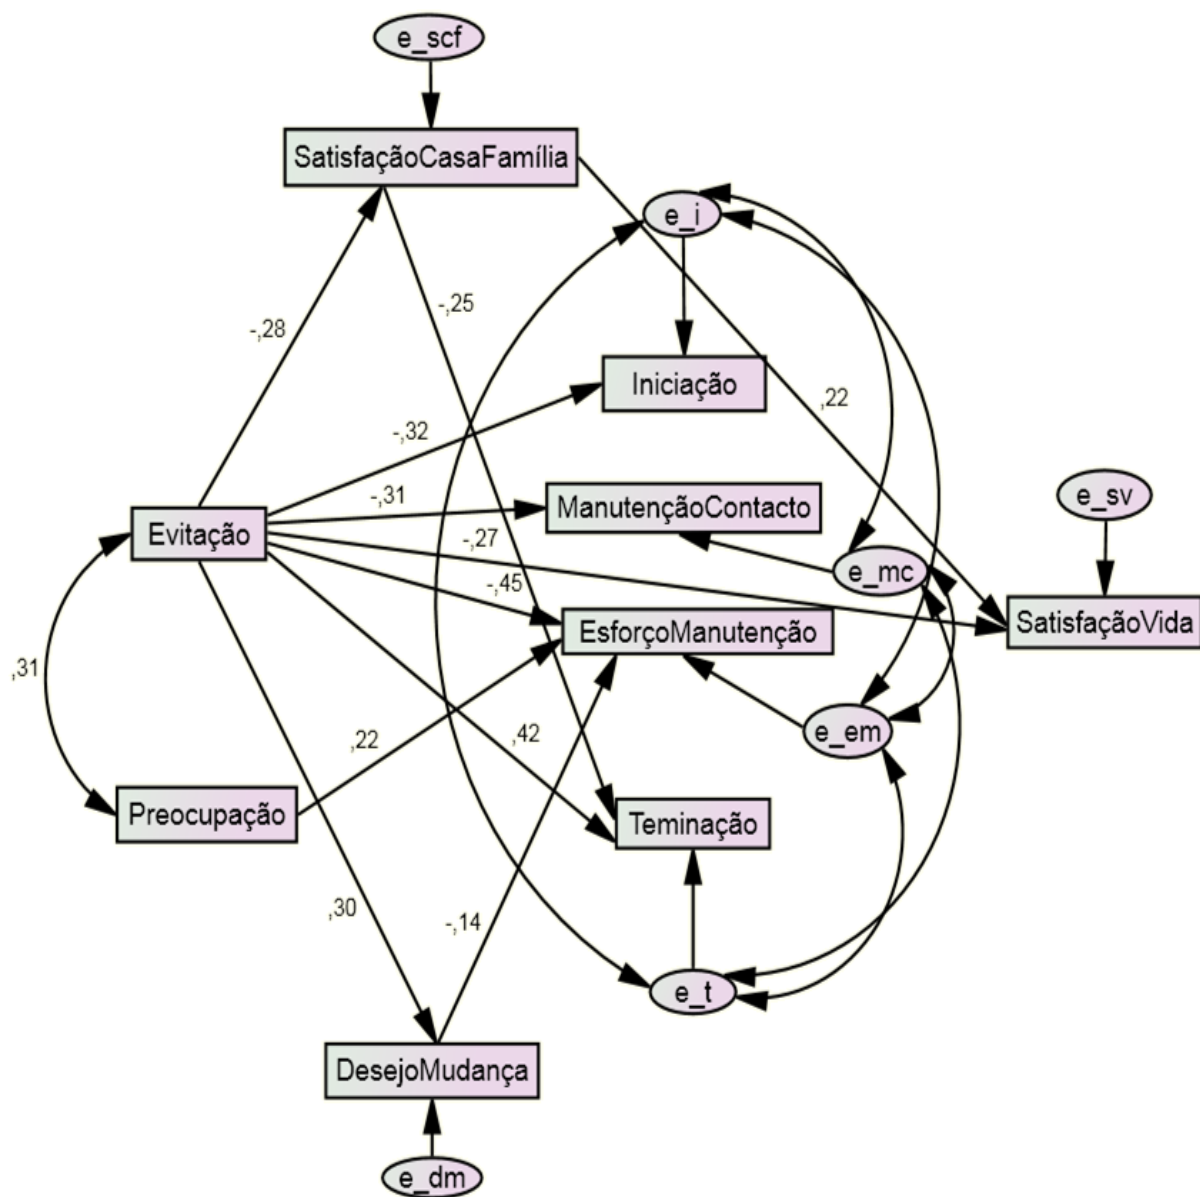 e_scf
SatisfaçãoCasaFamília
e_i
-,25
-,28
Iniciação
,22
-,32
-,31
ManutençãoContacto
e_sv
Evitação
-,27
e_mc
-,45
SatisfaçãoVida
EsforçoManutenção
,31
,22
,42
e_em
Preocupação
Teminação
,30
-,14
e_t
DesejoMudança
e_dm